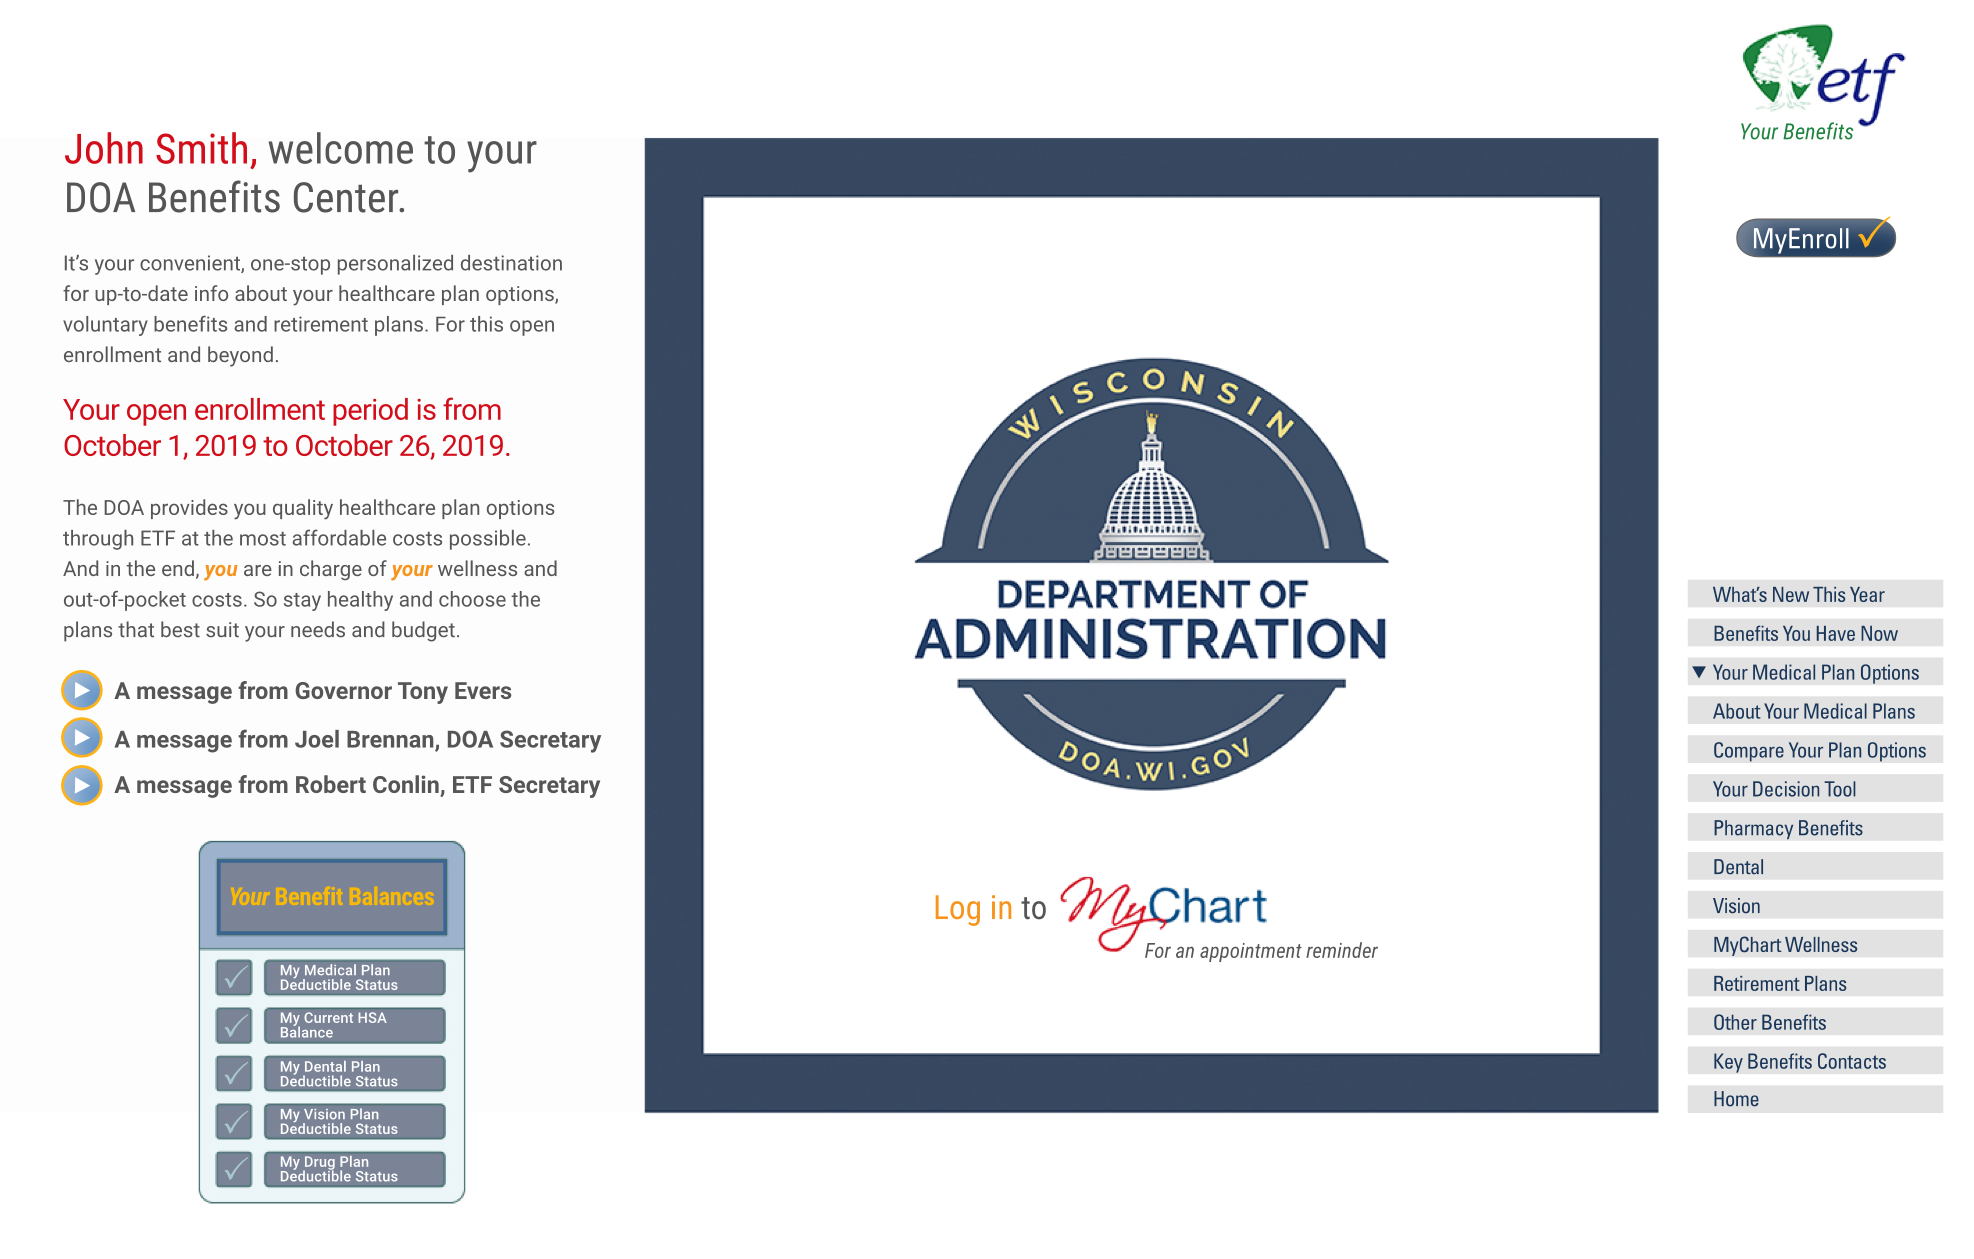 etf
Your Benefits
John Smith, welcome to your
DOA Benefits Center.
MyEnroll
It’s your convenient, one-stop personalized destination
for up-to-date info about your healthcare plan options,
voluntary benefits and retirement plans. For this open
enrollment and beyond.
Your open enrollment period is from
October 1, 2019 to October 26, 2019.
The DOA provides you quality healthcare plan options
through ETF at the most affordable costs possible.
And in the end, you are in charge of your wellness and
out-of-pocket costs. So stay healthy and choose the
plans that best suit your needs and budget.
A message from Governor Tony Evers
A message from Joel Brennan, DOA Secretary
A message from Robert Conlin, ETF Secretary
Your Benefit Balances
My Medical Plan
Deductible Status
My Current HSA
Balance
My Dental Plan
Deductible Status
My Vision Plan
Deductible Status
My Drug Plan
Deductible Status
WISCONSIN
DEPARTMENT OF
ADMINISTRATION
DOA.WI.GOV
Log in to MyChart
For an appointment reminder
What’s New This Year
Benefits You Have Now
Your Medical Plan Options
About Your Medical Plans
Compare Your Plan Options
Your Decision Tool
Pharmacy Benefits
Dental
Vision
MyChart Wellness
Retirement Plans
Other Benefits
Key Benefits Contacts
Home